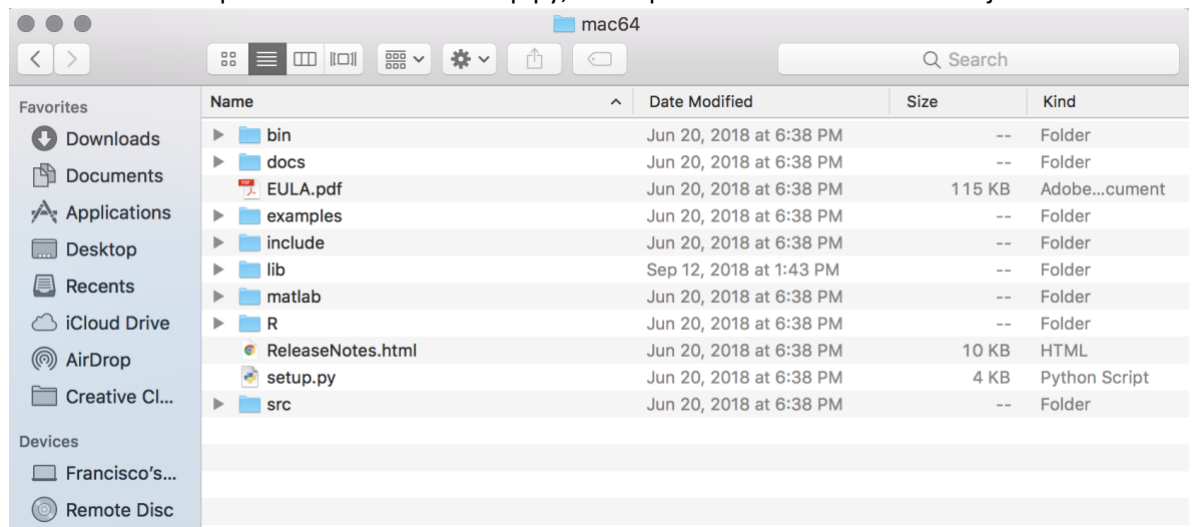 mac64
Search
Favorites
Downloads
Documents
Applications
Desktop
Recents
iCloud Drive
AirDrop
Creative Cl...
Devices
Francisco's...
Remote Disc
Name Date Modified Size Kind
bin Jun 20, 2018 at 6:38 PM -- Folder
docs Jun 20, 2018 at 6:38 PM -- Folder
EULA.pdf Jun 20, 2018 at 6:38 PM 115 KB Adobe...cument
examples Jun 20, 2018 at 6:38 PM -- Folder
include Jun 20, 2018 at 6:38 PM -- Folder
lib Sep 12, 2018 at 1:43 PM -- Folder
matlab Jun 20, 2018 at 6:38 PM -- Folder
R Jun 20, 2018 at 6:38 PM -- Folder
ReleaseNotes.html Jun 20, 2018 at 6:38 PM 10 KB HTML
setup.py Jun 20, 2018 at 6:38 PM 4 KB Python Script
src Jun 20, 2018 at 6:38 PM -- Folder